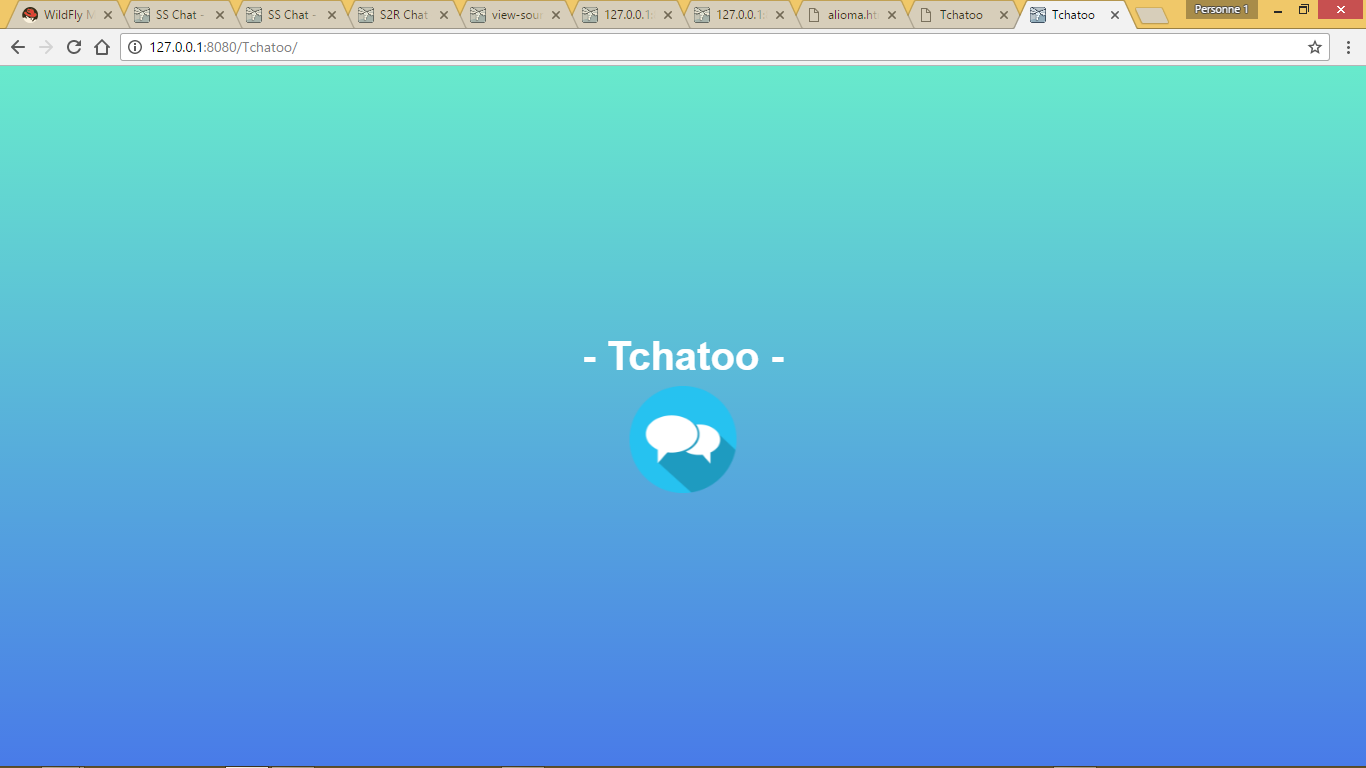 WildFly M
SS Chat -
SS Chat -
S2R Chat
view-sou
127.0.0.1:
127.0.0.1:
alioma.ht
Tchatoo
Tchatoo
Personne 1
127.0.0.1:8080/Tchatoo/
- Tchatoo -